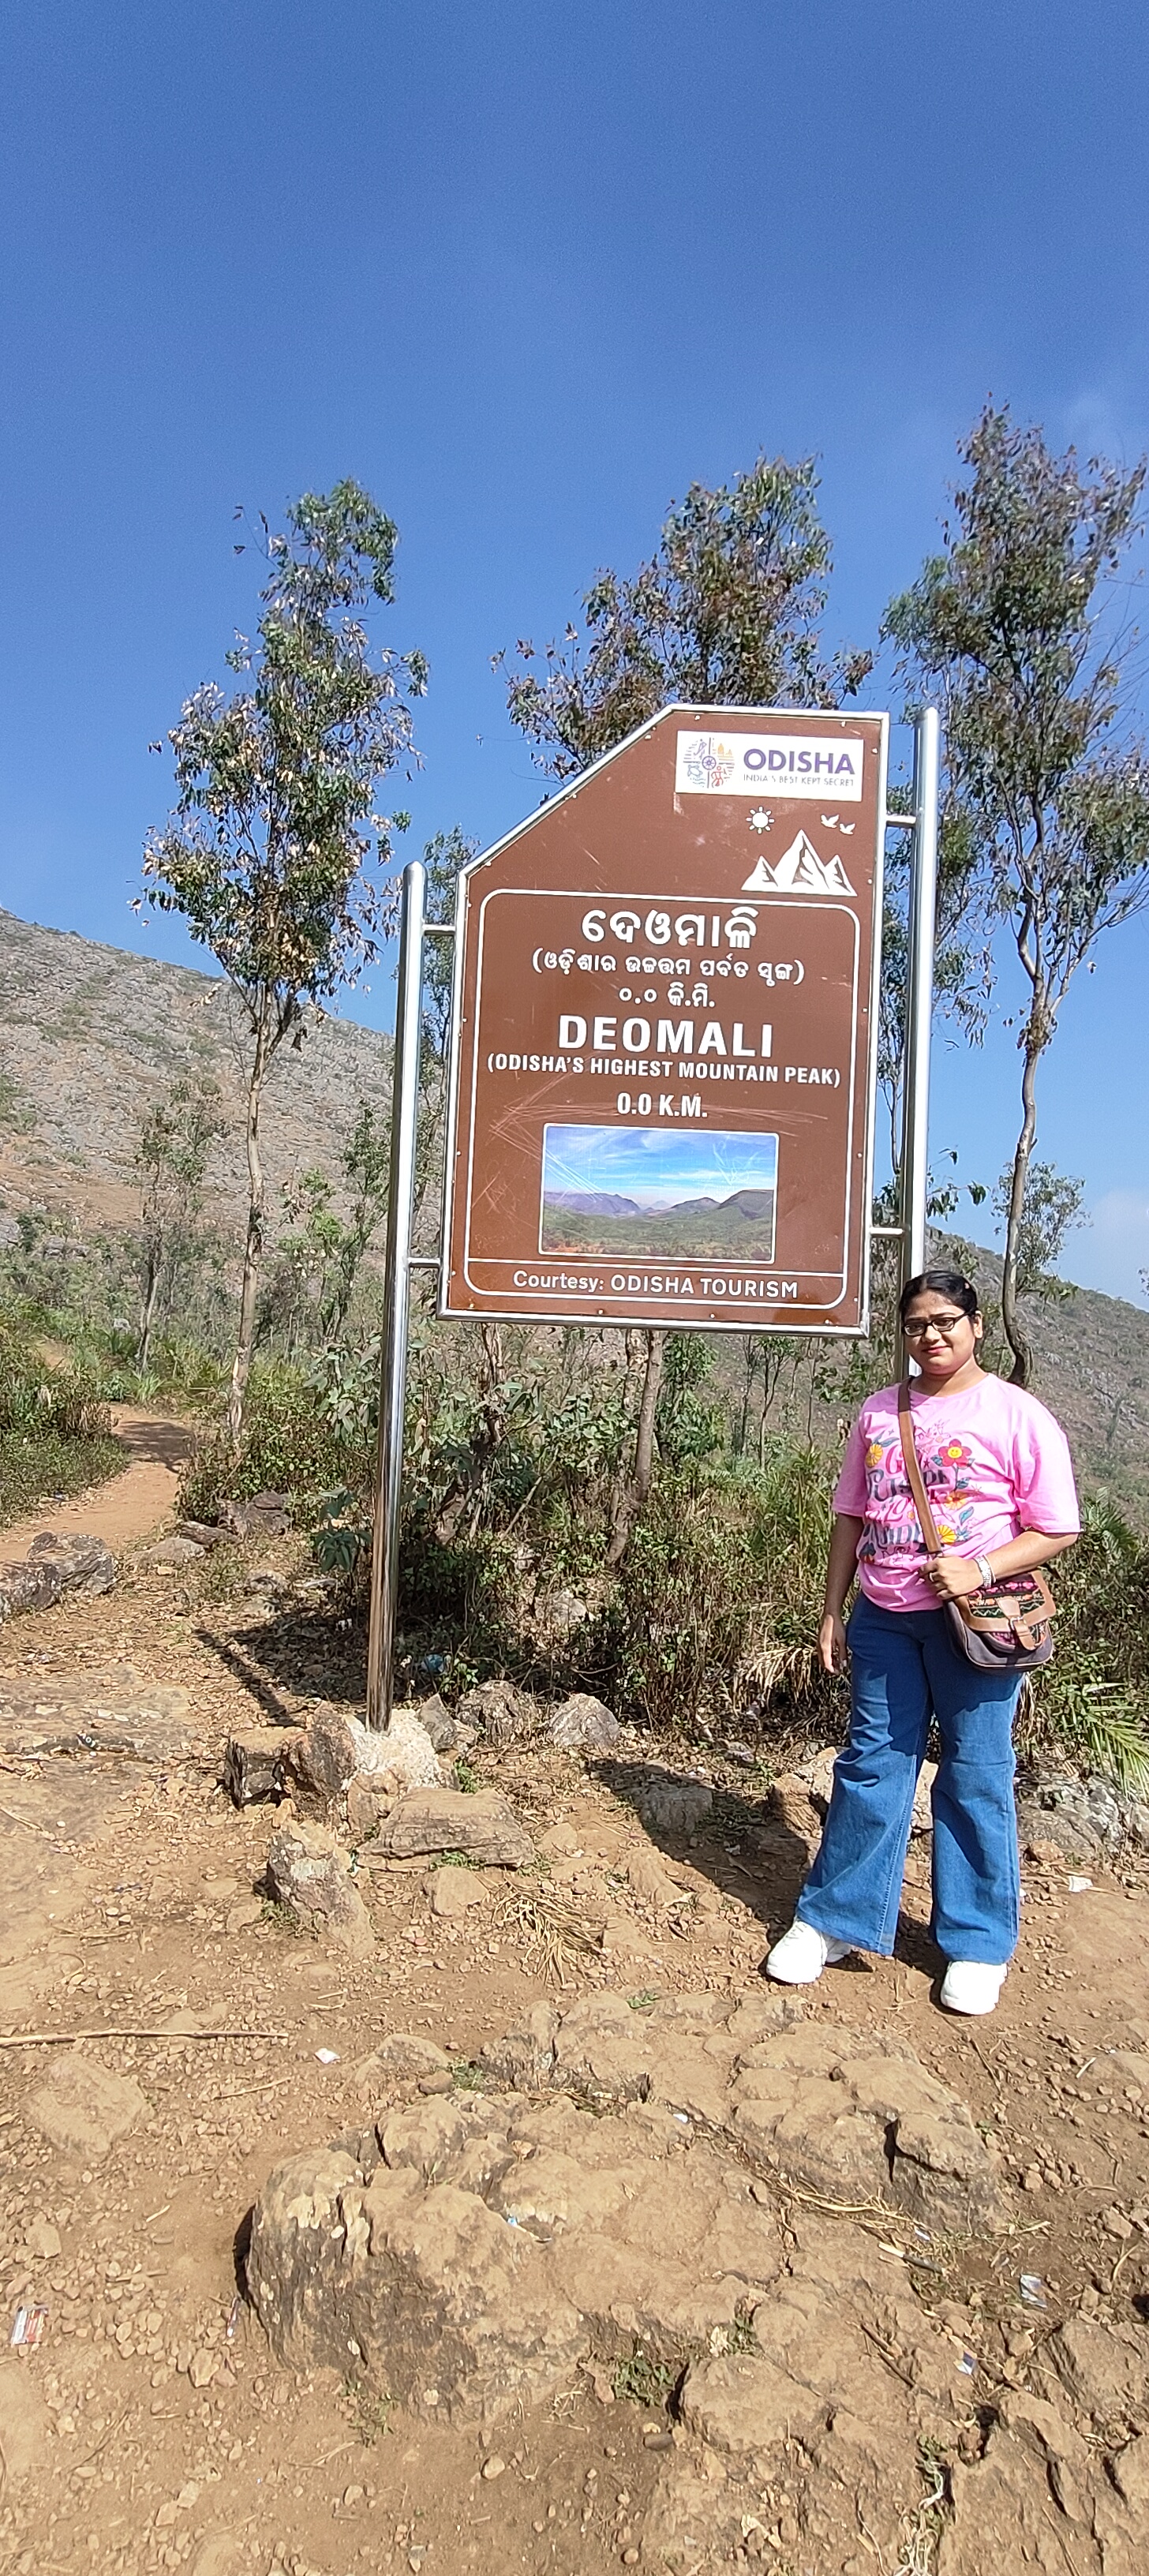 ODISHA
INDIA'S BEST KEPT SECRET
ଦେଓମାଳି
(ଓଡ଼ିଶାର ଉଚ୍ଚତମ ପର୍ବତ ସୃଙ୍ଗ)
୦.୦ କି.ମି.
DEOMALI
(ODISHA'S HIGHEST MOUNTAIN PEAK)
0.0 K.M.
Courtesy: ODISHA TOURISM